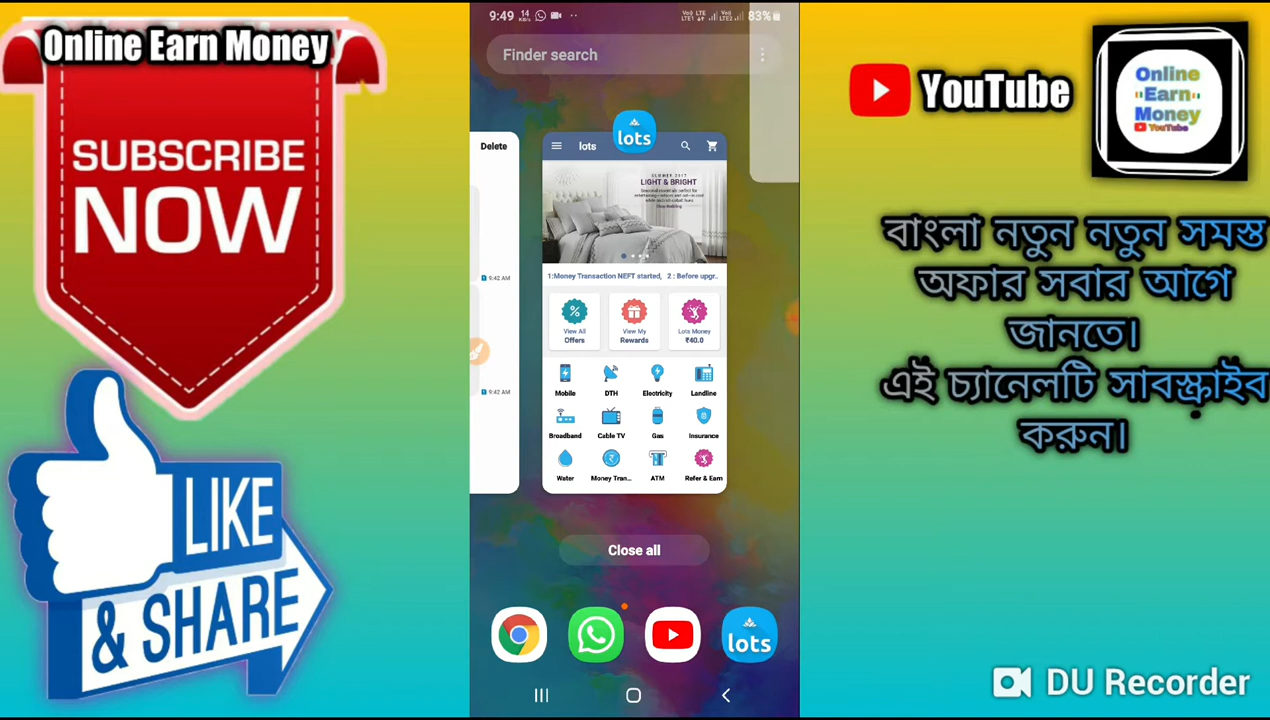 Online Earn Money
SUBSCRIBE
NOW
LIKE
& SHARE
9:49
83%
Finder search
Delete
lots
lots
SUMMER 2017
LIGHT & BRIGHT
9:42 AM
1:Money Transaction NEFT started, 2 : Before upgr..
View All
Offers
View My
Rewards
Lots Money
₹40.0
Mobile
DTH
Electricity
Landline
9:42 AM
Broadband
Cable TV
Gas
Insurance
Water
Money Tran...
ATM
Refer & Earn
Close all
lots
YouTube
Online
Earn
Money
YouTube
বাংলা নতুন নতুন সমস্ত
অফার সবার আগে
জানতে।
এই চ্যানেলটি সাবস্ক্রাইব
করুন।
DU Recorder